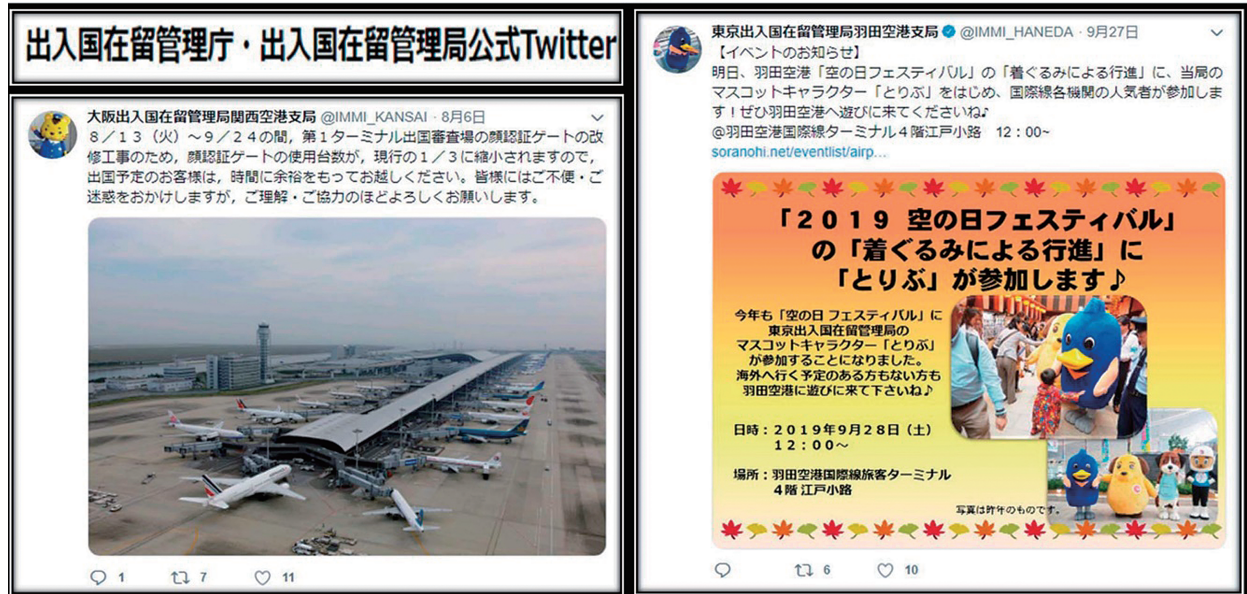 出入国在留管理庁・出入国在留管理局公式Twitter
大阪出入国在留管理局関西空港支局 @IMMI_KANSAI · 8月6日
８／１３（火）～９／２４の間，第１ターミナル出国審査場の顔認証ゲートの改
修工事のため，顔認証ゲートの使用台数が，現行の１／３に縮小されますので，
出国予定のお客様は，時間に余裕をもってお越しください。皆様にはご不便・ご
迷惑をおかけしますが，ご理解・ご協力のほどよろしくお願いします。
1 7 11
東京出入国在留管理局羽田空港支局 @IMMI_HANEDA · 9月27日
【イベントのお知らせ】
明日、羽田空港「空の日フェスティバル」の「着ぐるみによる行進」に、当局の
マスコットキャラクター「とりぶ」をはじめ、国際線各機関の人気者が参加しま
す！ぜひ羽田空港へ遊びに来てくださいね♪
@羽田空港国際線ターミナル４階江戸小路　12：00~
soranohi.net/eventlist/airp…
「２０１９ 空の日フェスティバル」
の「着ぐるみによる行進」に
「とりぶ」が参加します♪
今年も「空の日 フェスティバル」に
東京出入国在留管理局の
マスコットキャラクター「とりぶ」
が参加することになりました。
海外へ行く予定のある方もない方も
羽田空港に遊びに来て下さいね♪
日時：２０１９年９月２８日（土）
１２：００～
場所：羽田空港国際線旅客ターミナル
４階 江戸小路
写真は昨年のものです。
6 10